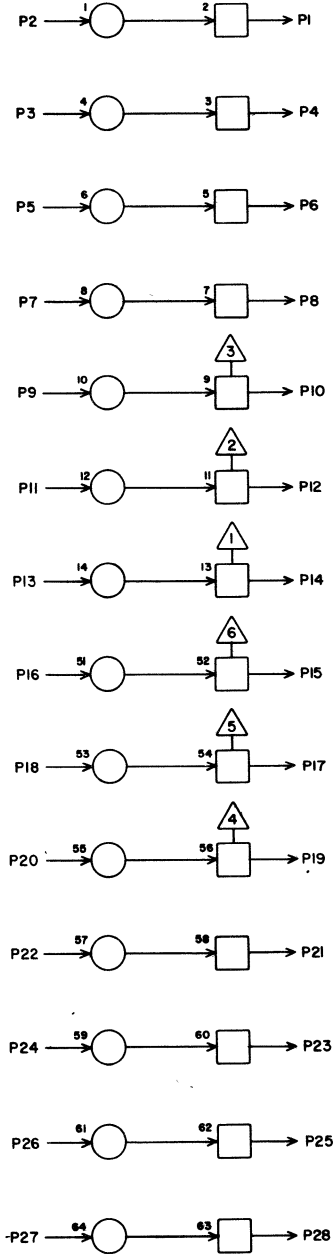 P2 1 2 P1
P3 4 3 P4
P5 6 5 P6
P7 8 7 P8
3
P9 10 9 P10
2
P11 12 11 P12
1
P13 14 13 P14
6
P16 51 52 P15
5
P18 53 54 P17
4
P20 55 56 P19
P22 57 58 P21
P24 59 60 P23
P26 61 62 P25
P27 64 63 P28